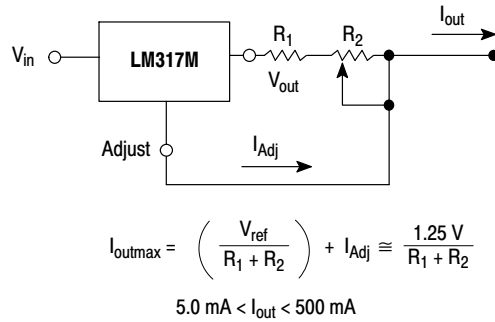 I_out
R_1 R_2
V_in LM317M
V_out
Adjust I_Adj
I_outmax = ( V_ref / R_1 + R_2 ) + I_Adj ≅ 1.25 V / R_1 + R_2
5.0 mA < I_out < 500 mA